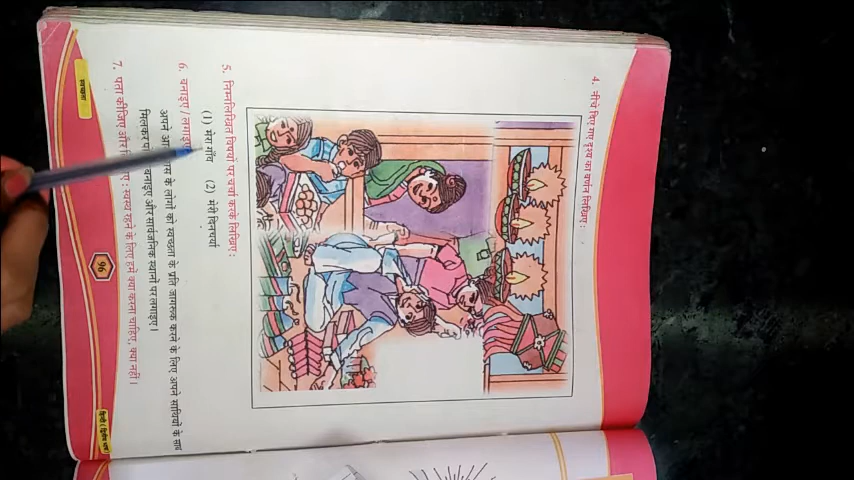 4. नीचे दिए गए दृश्य का वर्णन लिखिए :
5. निम्नलिखित विषयों पर चर्चा करके लिखिए :
(1) मेरा गाँव (2) मेरी दिनचर्या
6. बनाइए / लगाइए
अपने के लोगों को स्वच्छता के प्रति जागरूक करने के लिए अपने साथियों के साथ
मिलकर बनाइए और सार्वजनिक स्थानों पर लगाइए।
7. पता कीजिए और : स्वस्थ रहने के लिए हमें क्या करना चाहिए, क्या नहीं।
96